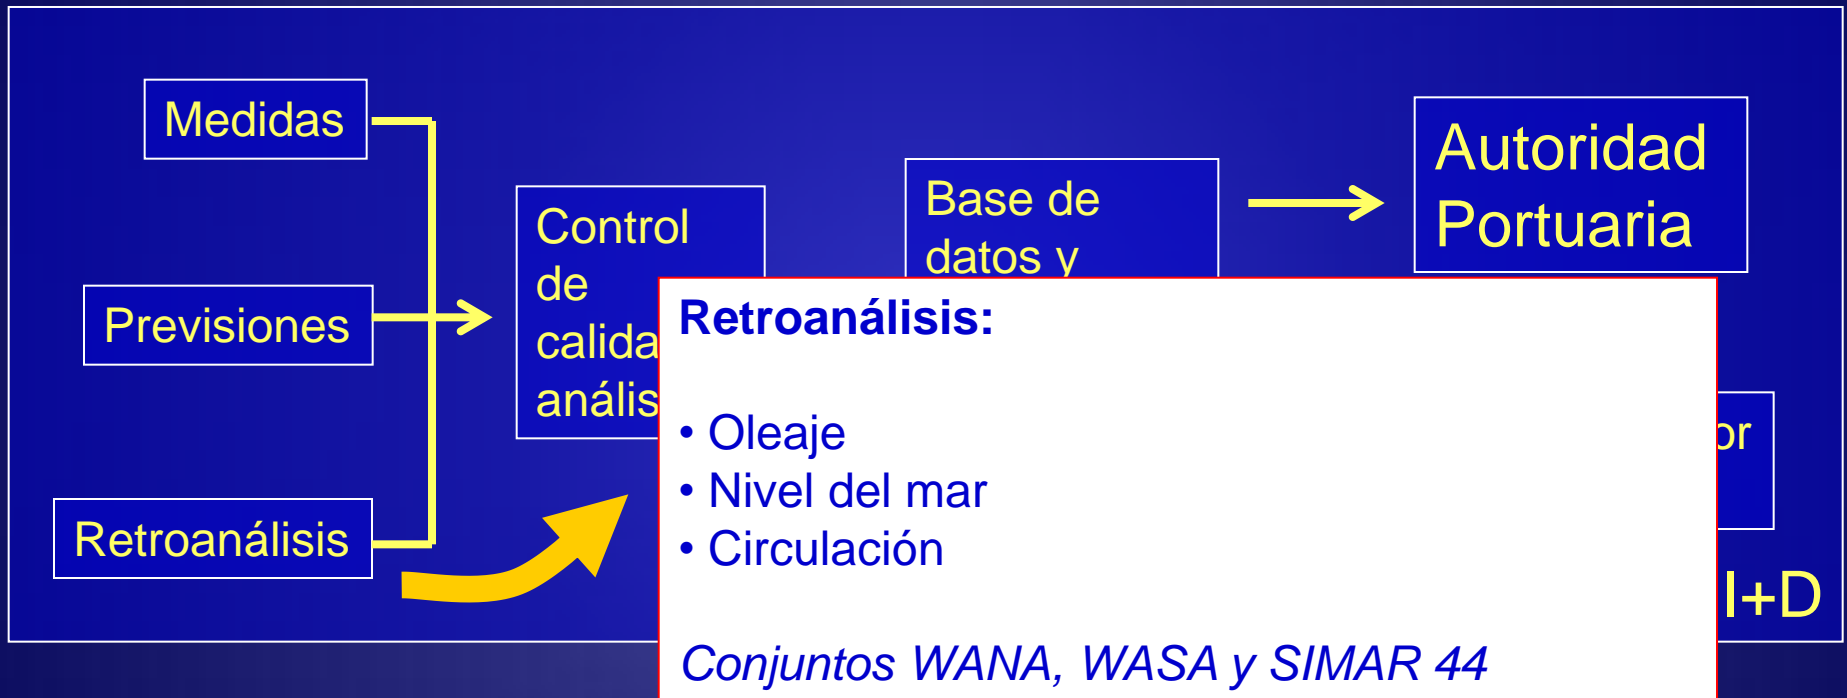 Medidas
Previsiones
Retroanálisis
Control
de
calida
anális
Base de
datos y
Autoridad
Portuaria
or
I+D
Retroanálisis:
• Oleaje
• Nivel del mar
• Circulación
Conjuntos WANA, WASA y SIMAR 44